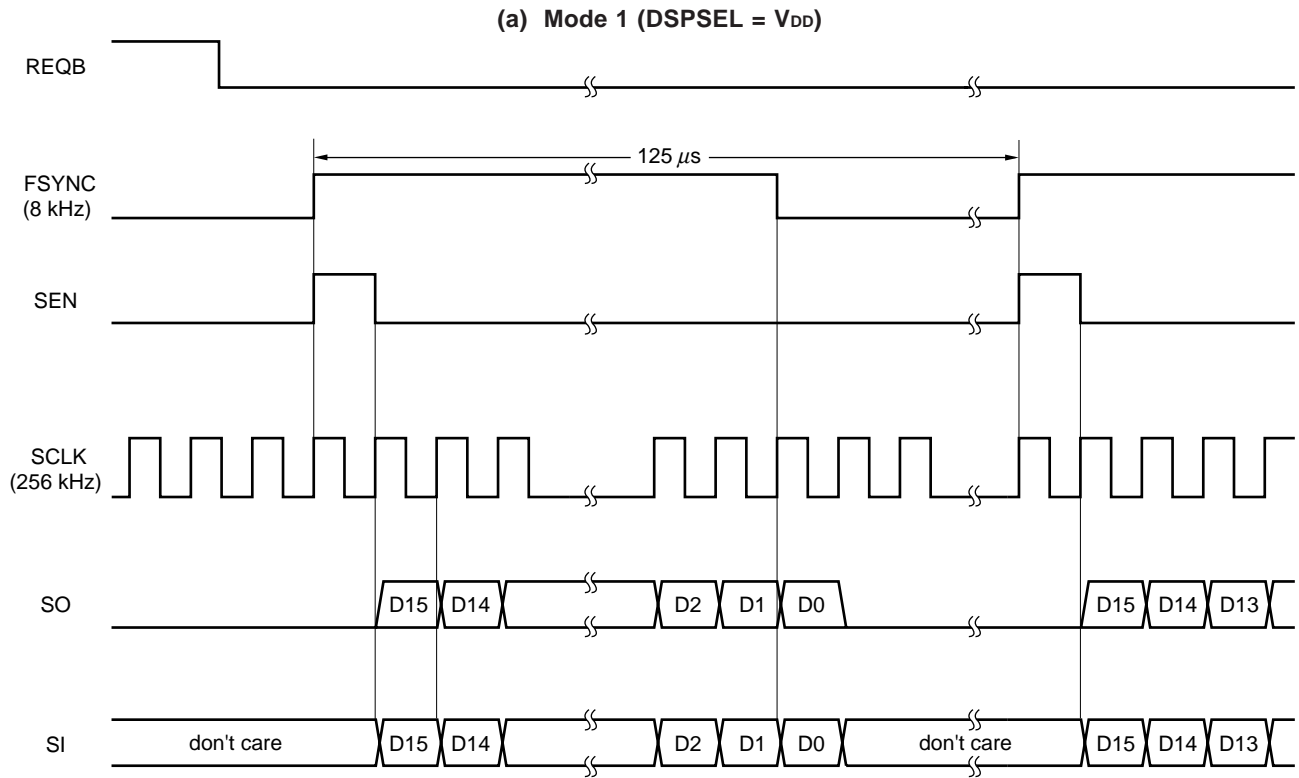 (a) Mode 1 (DSPSEL = VDD)
REQB
125 μs
FSYNC
(8 kHz)
SEN
SCLK
(256 kHz)
SO D15 D14 D2 D1 D0 D15 D14 D13
SI don't care D15 D14 D2 D1 D0 don't care D15 D14 D13